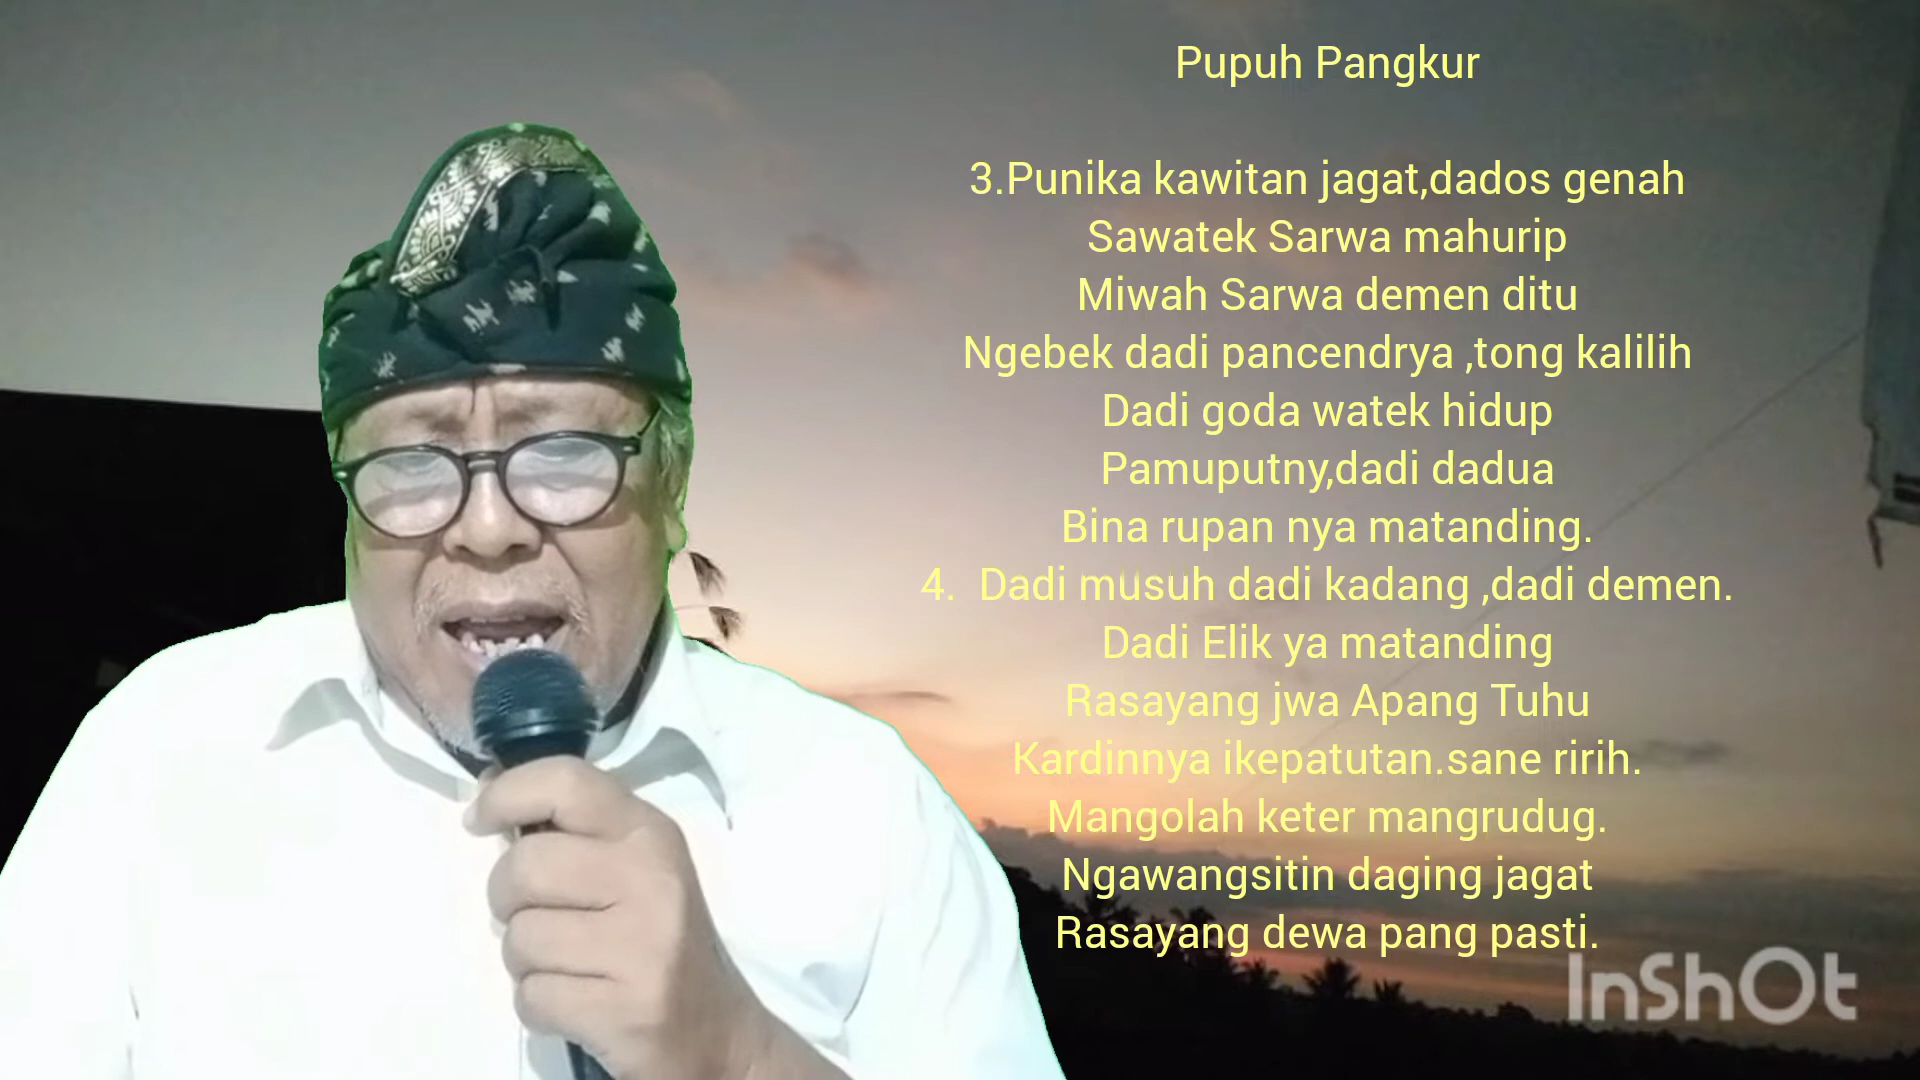 Pupuh Pangkur
3.Punika kawitan jagat,dados genah
Sawatek Sarwa mahurip
Miwah Sarwa demen ditu
Ngebek dadi pancendrya ,tong kalilih
Dadi goda watek hidup
Pamuputny,dadi dadua
Bina rupan nya matanding.
4. Dadi musuh dadi kadang ,dadi demen.
Dadi Elik ya matanding
Rasayang jwa Apang Tuhu
Kardinnya ikepatutan.sane ririh.
Mangolah keter mangrudug.
Ngawangsitin daging jagat
Rasayang dewa pang pasti.
InShOt